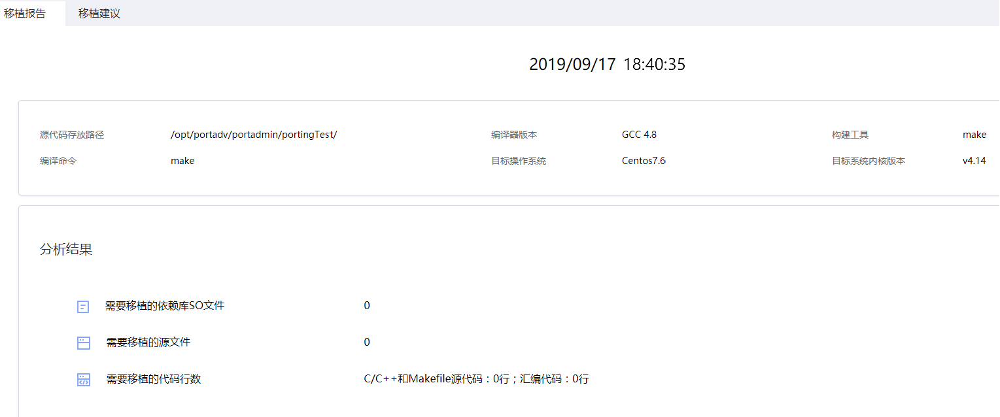 移植报告 移植建议
2019/09/17 18:40:35
源代码存放路径 /opt/portadv/portadmin/portingTest/ 编译器版本 GCC 4.8 构建工具 make
编译命令 make 目标操作系统 Centos7.6 目标系统内核版本 v4.14
分析结果
需要移植的依赖库SO文件 0
需要移植的源文件 0
需要移植的代码行数 C/C++和Makefile源代码：0行；汇编代码：0行